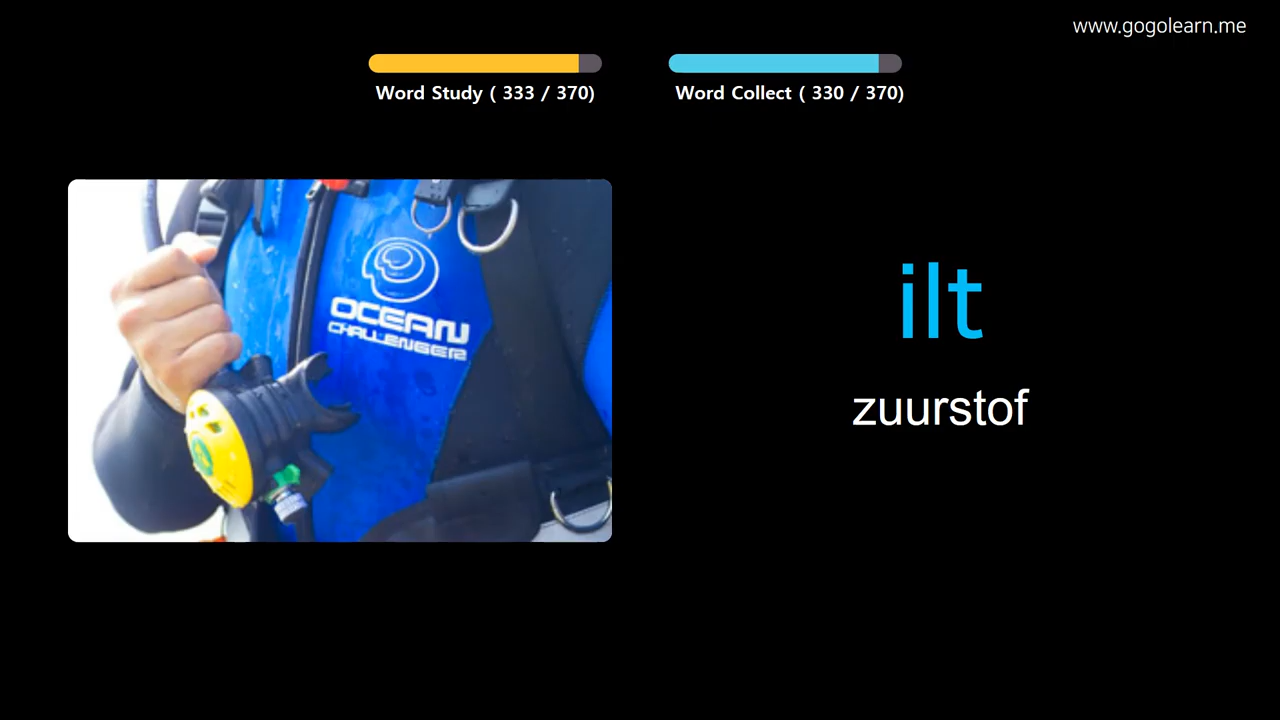 www.gogolearn.me
Word Study ( 333 / 370)
Word Collect ( 330 / 370)
OCEAN
CHALLENGER
ilt
zuurstof